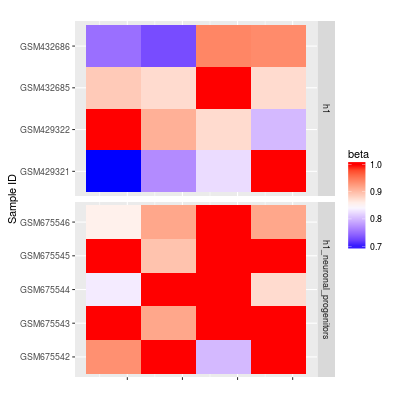 Sample ID
GSM432686
GSM432685
GSM429322
GSM429321
h1
GSM675546
GSM675545
GSM675544
GSM675543
GSM675542
h1_neuronal_progenitors
beta
1.0
0.9
0.8
0.7